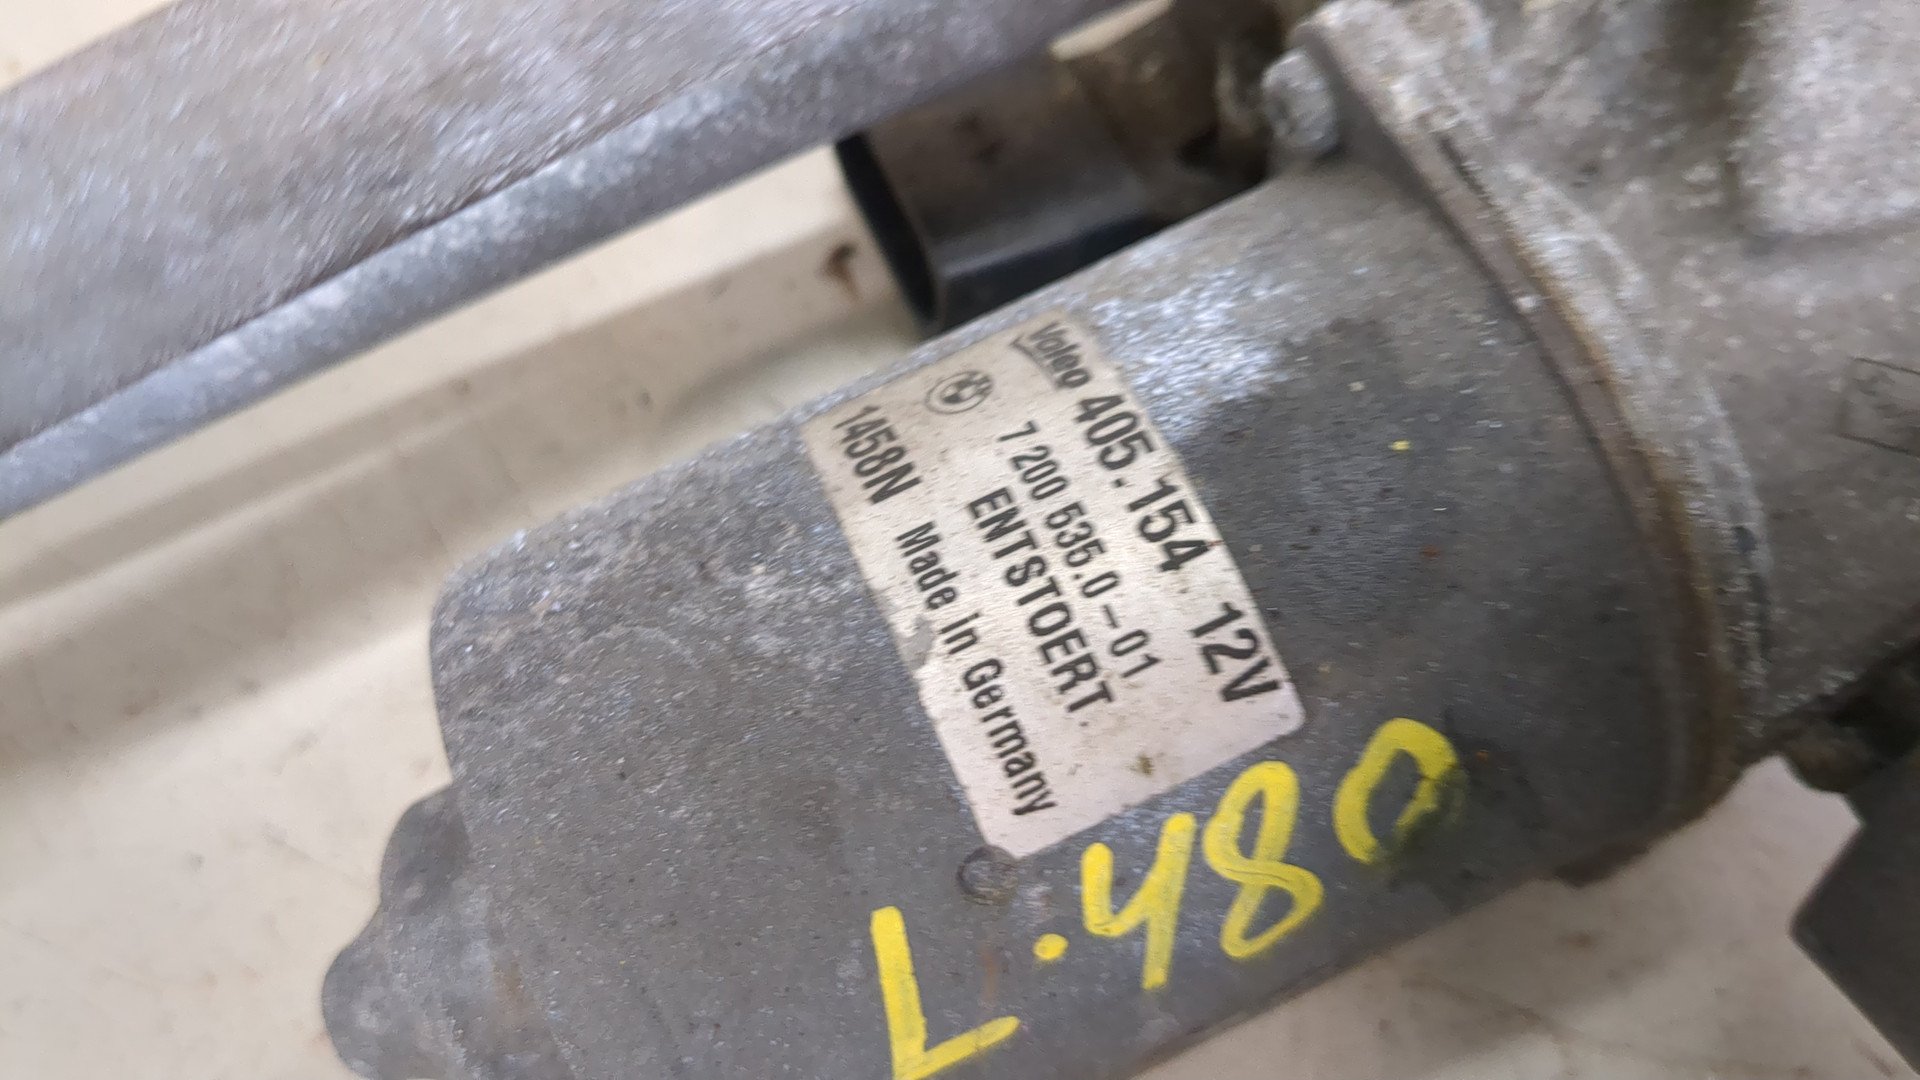 Valeo 405.154 12V
7 200 535.0-01
ENTSTOERT.
1458N Made in Germany
L.480